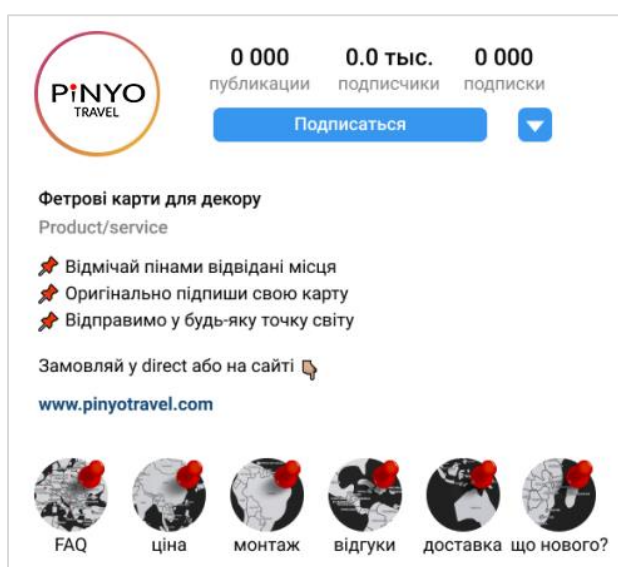 PiNYO
TRAVEL
0 000 0.0 тыс. 0 000
публикации подписчики подписки
Подписаться
Фетрові карти для декору
Product/service
📌 Відмічай пінами відвідані місця
📌 Оригінально підпиши свою карту
📌 Відправимо у будь-яку точку світу
Замовляй у direct або на сайті 👇🏽
www.pinyotravel.com
FAQ ціна монтаж відгуки доставка що нового?